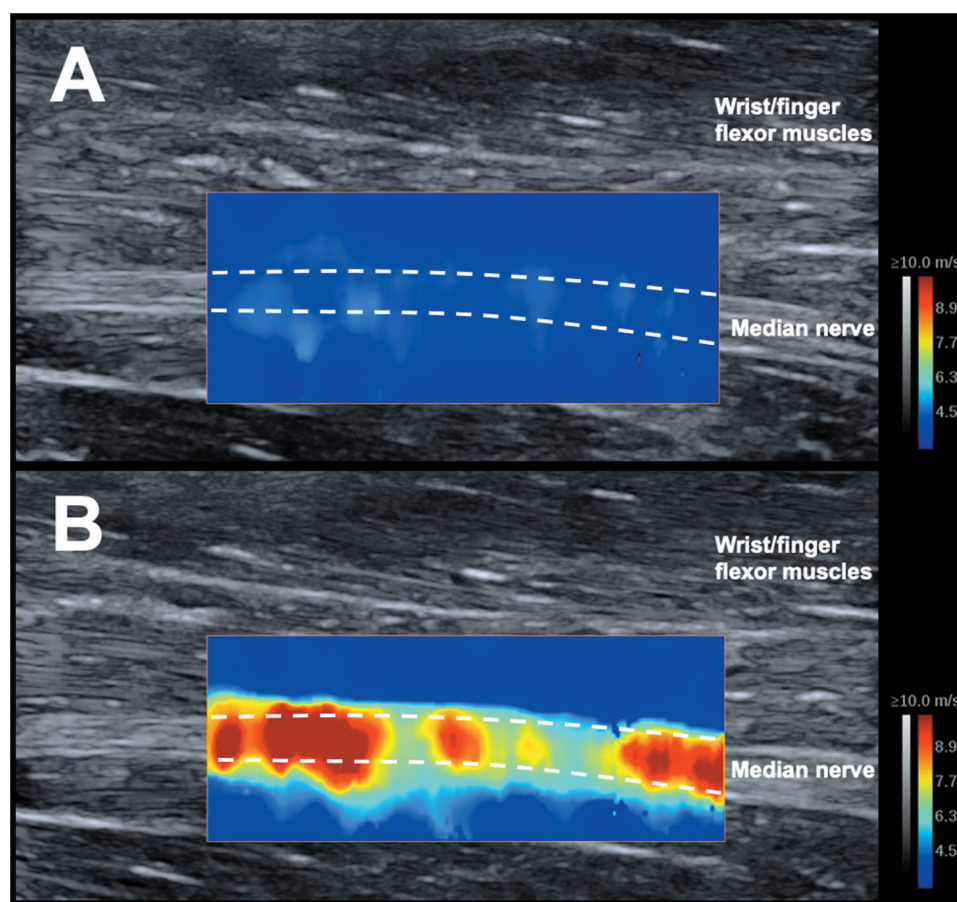 A
Wrist/finger
flexor muscles
Median nerve
≥10.0 m/s
8.9
7.7
6.3
4.5
B
Wrist/finger
flexor muscles
Median nerve
≥10.0 m/s
8.9
7.7
6.3
4.5